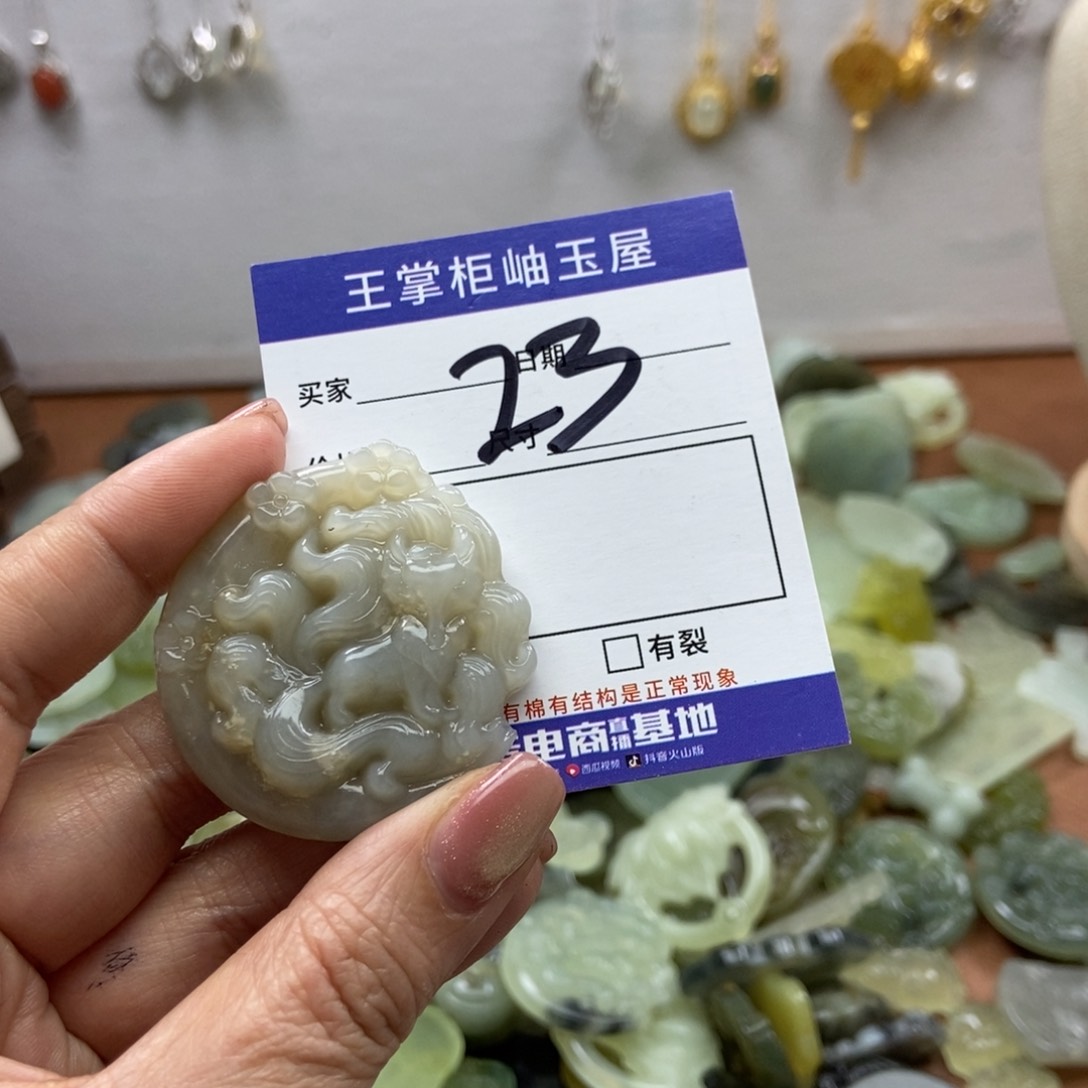 王掌柜岫玉屋
买家 日期
23
尺寸
有裂
有棉有结构是正常现象
电商直播基地
西瓜视频 抖音火山版